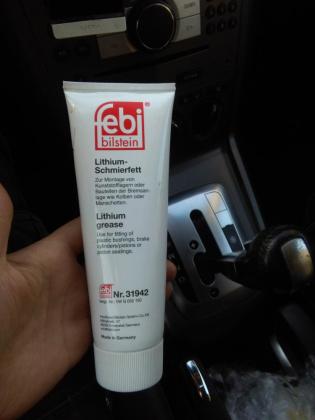 febi
®
bilstein
Lithium-
Schmierfett
Zur Montage von
Kunststofflagern oder
Bauteilen der Bremsan-
lage wie Kolben oder
Manschetten.
Lithium
grease
Use for fitting of
plastic bushings, brake
cylinders/pistons or
piston sealings.
febi Nr. 31942
Made in Germany